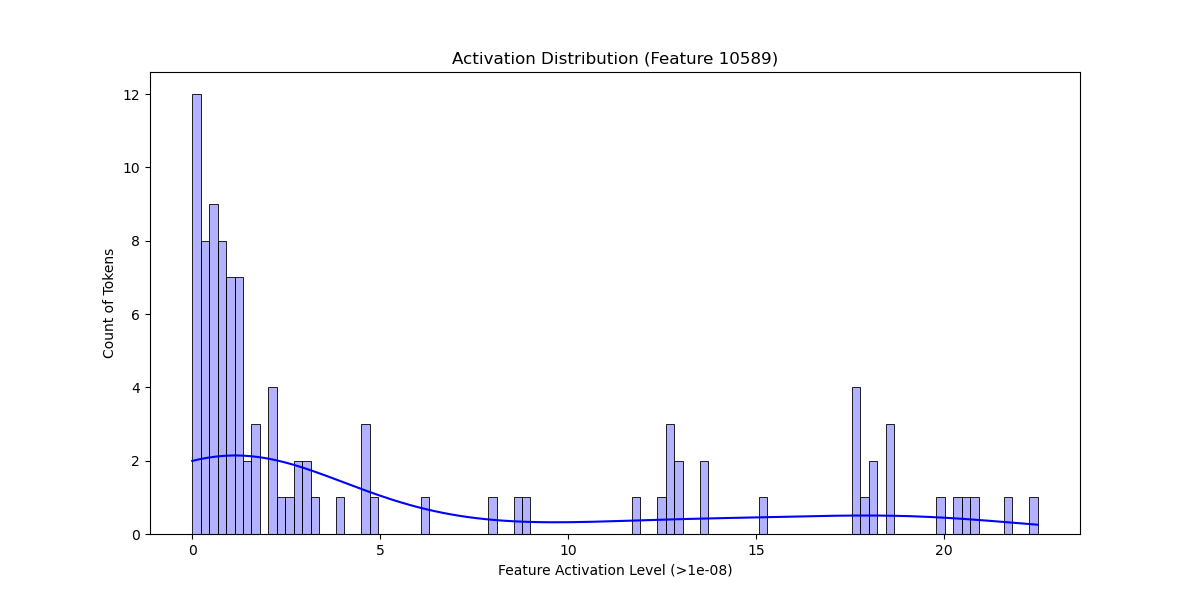 Activation Distribution (Feature 10589)
12
10
8
6
4
2
0
Count of Tokens
0 5 10 15 20
Feature Activation Level (>1e-08)